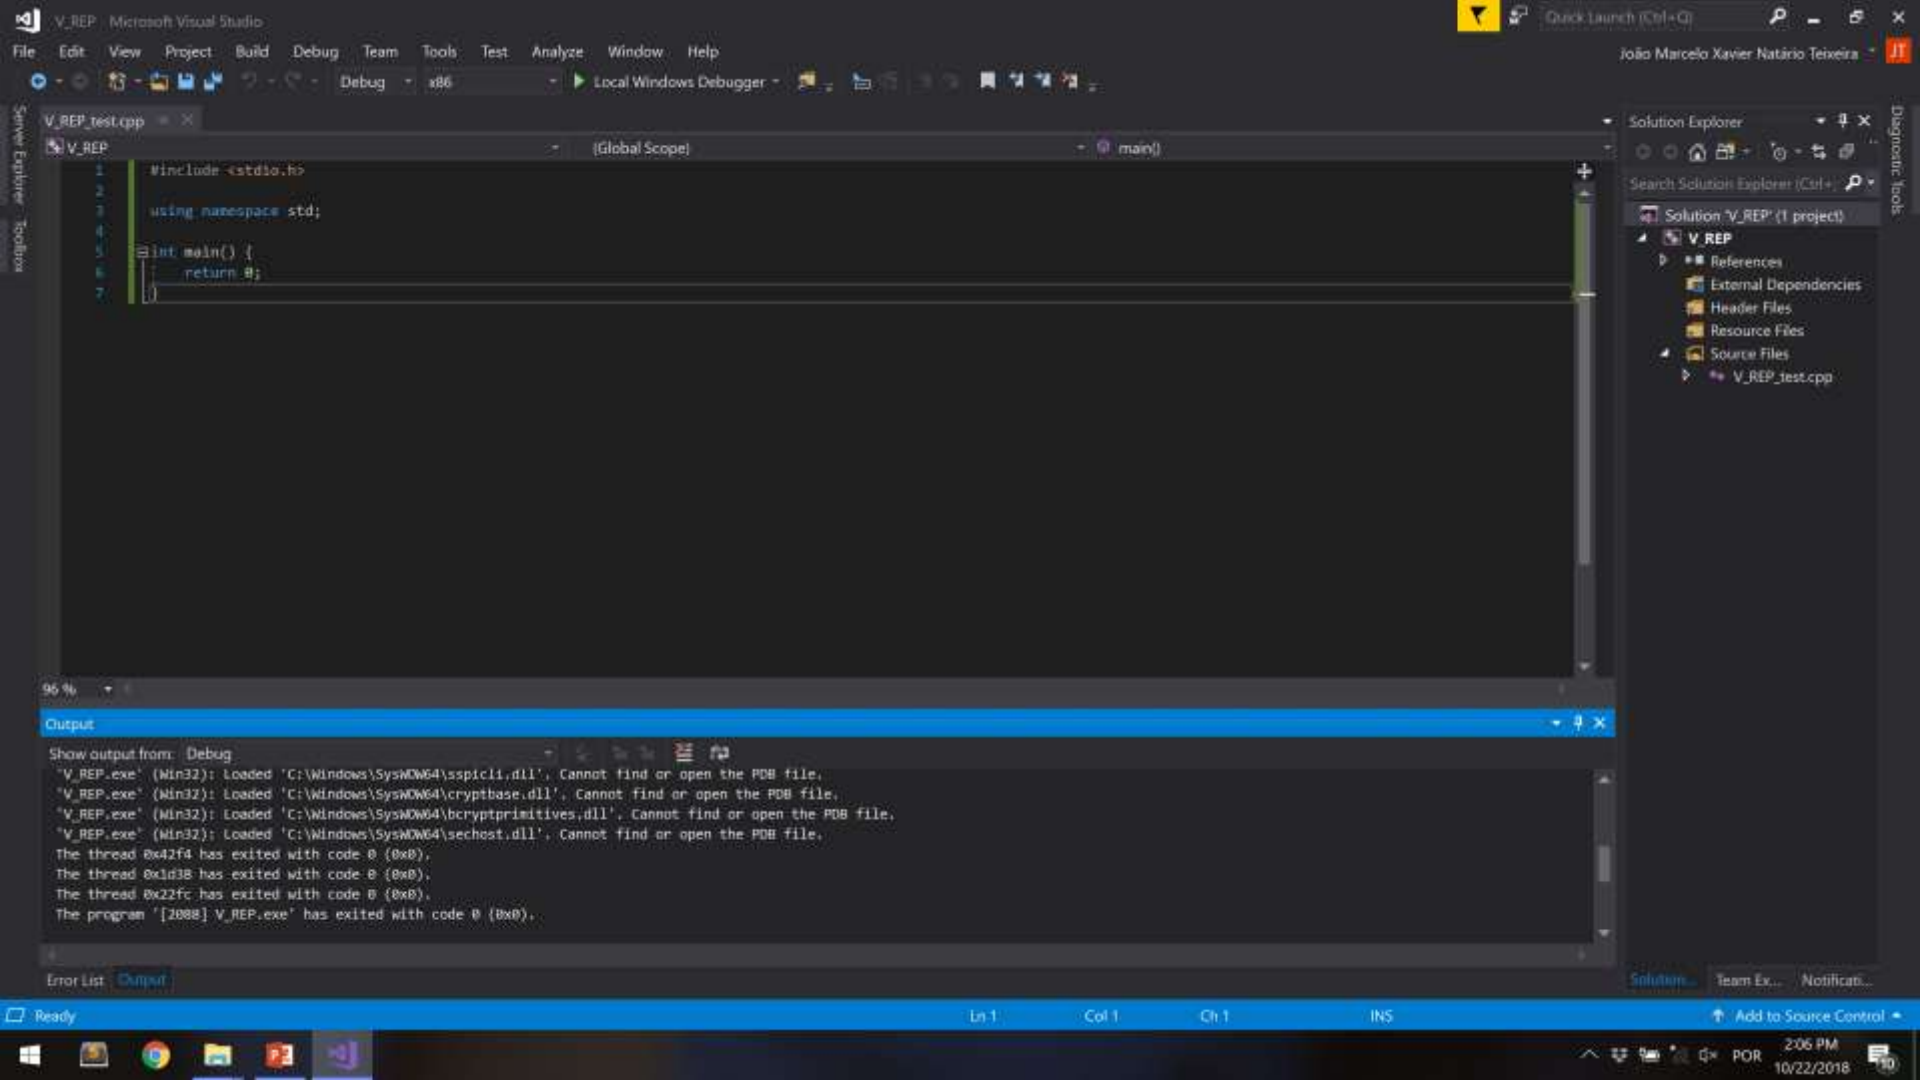 V_REP - Microsoft Visual Studio
Quick Launch (Ctrl+Q)
File Edit View Project Build Debug Team Tools Test Analyze Window Help
João Marcelo Xavier Natário Teixeira JT
Debug x86 Local Windows Debugger
Server Explorer
Toolbox
V_REP_test.cpp
V_REP (Global Scope) main()
1 #include <stdio.h>
2
3 using namespace std;
4
5 int main() {
6 return 0;
7 }
96 %
Output
Show output from: Debug
'V_REP.exe' (Win32): Loaded 'C:\Windows\SysWOW64\sspicli.dll'. Cannot find or open the PDB file.
'V_REP.exe' (Win32): Loaded 'C:\Windows\SysWOW64\cryptbase.dll'. Cannot find or open the PDB file.
'V_REP.exe' (Win32): Loaded 'C:\Windows\SysWOW64\bcryptprimitives.dll'. Cannot find or open the PDB file.
'V_REP.exe' (Win32): Loaded 'C:\Windows\SysWOW64\sechost.dll'. Cannot find or open the PDB file.
The thread 0x42f4 has exited with code 0 (0x0).
The thread 0x1d38 has exited with code 0 (0x0).
The thread 0x22fc has exited with code 0 (0x0).
The program '[2088] V_REP.exe' has exited with code 0 (0x0).
Error List Output
Solution Explorer
Search Solution Explorer (Ctrl+;
Solution 'V_REP' (1 project)
V_REP
References
External Dependencies
Header Files
Resource Files
Source Files
V_REP_test.cpp
Solution... Team Ex... Notificati...
Diagnostic Tools
Ready Ln 1 Col 1 Ch 1 INS Add to Source Control
POR
2:06 PM
10/22/2018
10